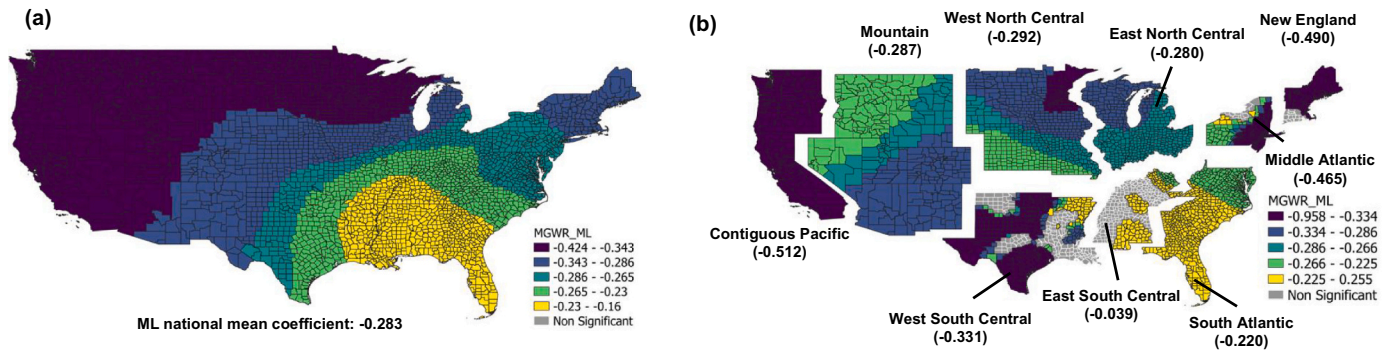 (a)
MGWR_ML
-0.424 - -0.343
-0.343 - -0.286
-0.286 - -0.265
-0.265 - -0.23
-0.23 - -0.16
Non Significant
ML national mean coefficient: -0.283
(b)
Mountain
(-0.287)
West North Central
(-0.292)
East North Central
(-0.280)
New England
(-0.490)
Middle Atlantic
(-0.465)
Contiguous Pacific
(-0.512)
West South Central
(-0.331)
East South Central
(-0.039)
South Atlantic
(-0.220)
MGWR_ML
-0.958 - -0.334
-0.334 - -0.286
-0.286 - -0.266
-0.266 - -0.225
-0.225 - 0.255
Non Significant